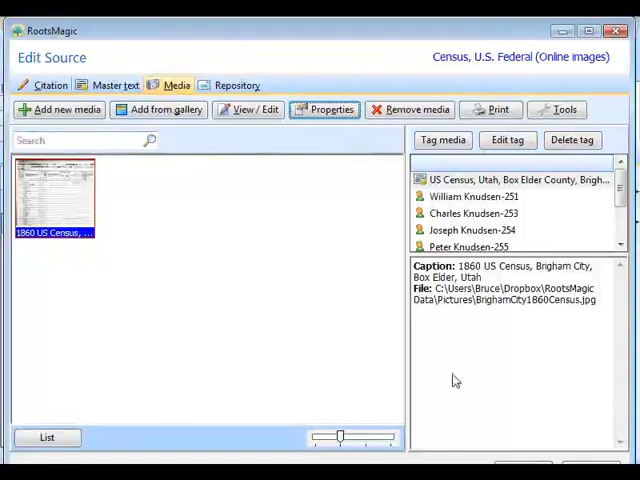 RootsMagic
Edit Source
Census, U.S. Federal (Online images)
Citation Master text Media Repository
Add new media Add from gallery View / Edit Properties Remove media Print Tools
Search
Tag media Edit tag Delete tag
US Census, Utah, Box Elder County, Brigh...
William Knudsen-251
Charles Knudsen-253
Joseph Knudsen-254
Peter Knudsen-255
1860 US Census, ...
Caption: 1860 US Census, Brigham City,
Box Elder, Utah
File: C:\Users\Bruce\Dropbox\RootsMagic
Data\Pictures\BrighamCity1860Census.jpg
List